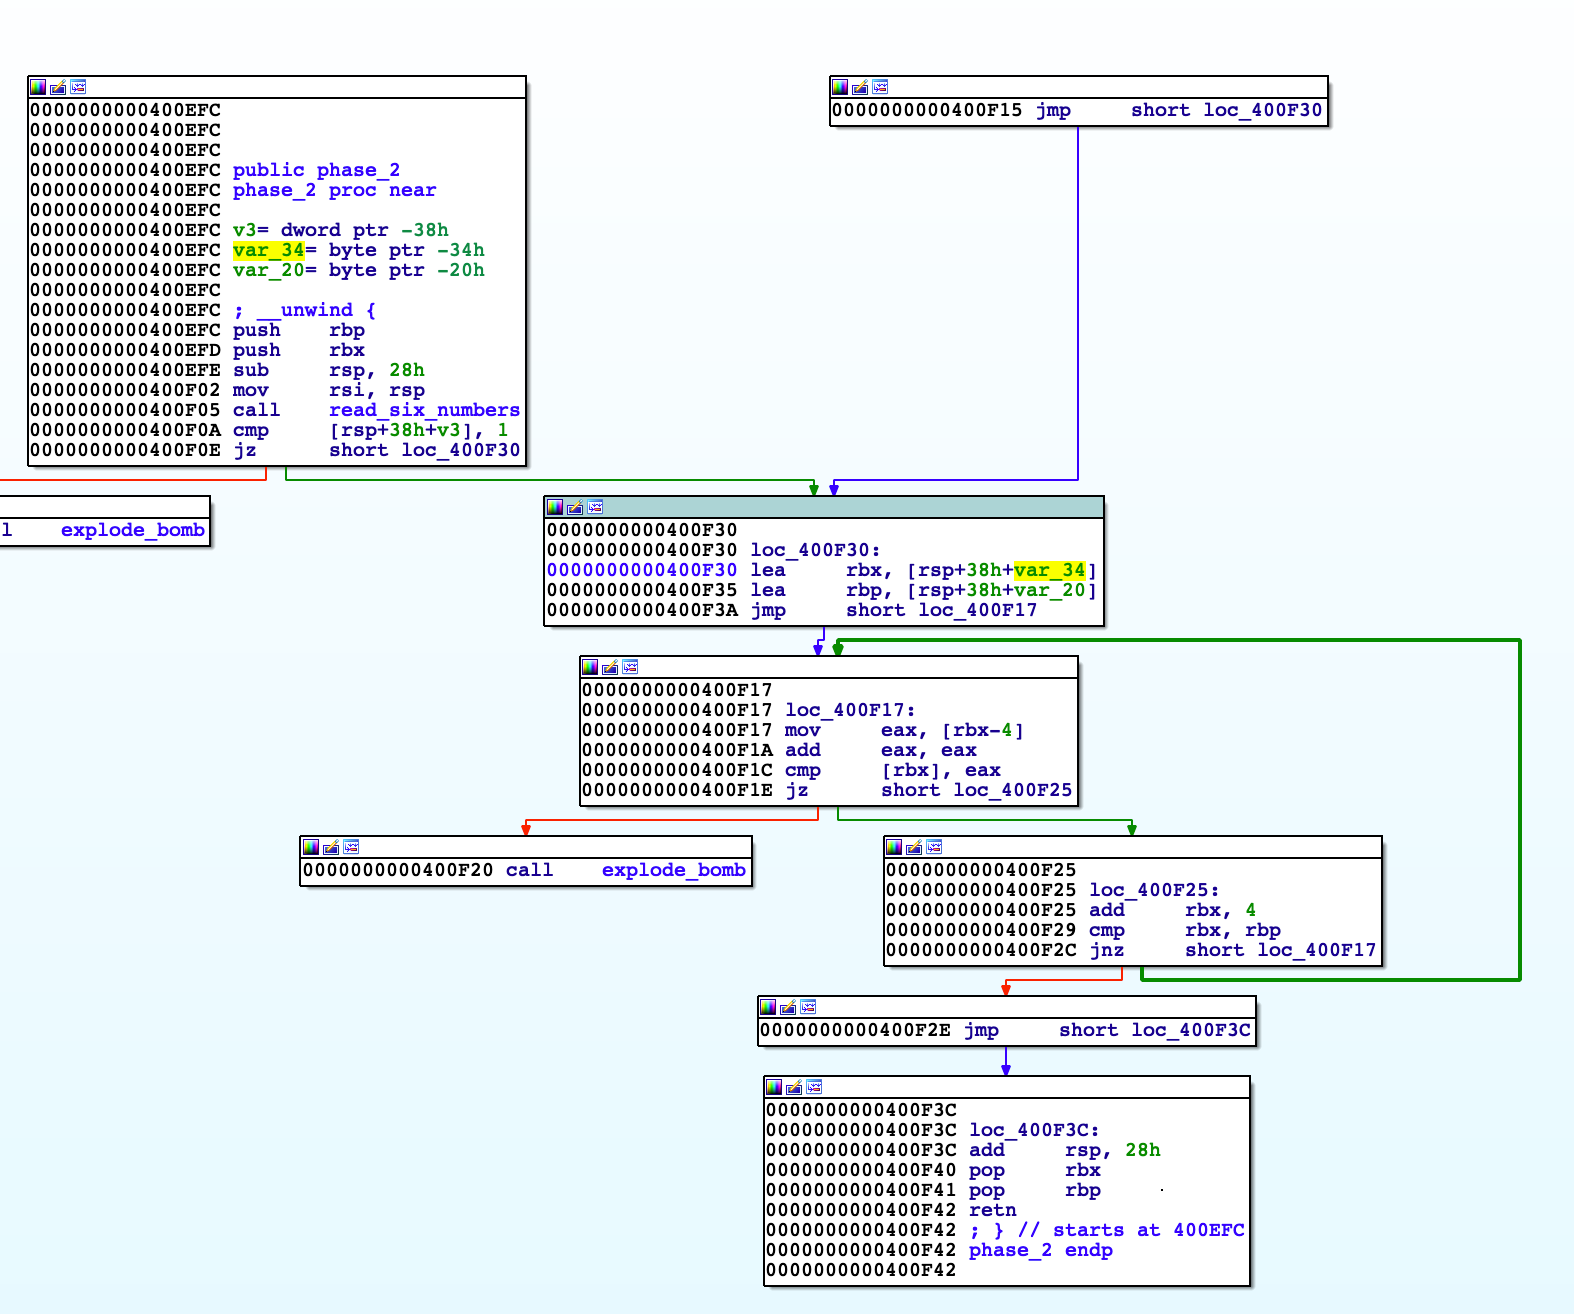 0000000000400EFC
0000000000400EFC
0000000000400EFC
0000000000400EFC public phase_2
0000000000400EFC phase_2 proc near
0000000000400EFC
0000000000400EFC v3= dword ptr -38h
0000000000400EFC var_34= byte ptr -34h
0000000000400EFC var_20= byte ptr -20h
0000000000400EFC
0000000000400EFC ; __unwind {
0000000000400EFC push rbp
0000000000400EFD push rbx
0000000000400EFE sub rsp, 28h
0000000000400F02 mov rsi, rsp
0000000000400F05 call read_six_numbers
0000000000400F0A cmp [rsp+38h+v3], 1
0000000000400F0E jz short loc_400F30
0000000000400F15 jmp short loc_400F30
l explode_bomb
0000000000400F30
0000000000400F30 loc_400F30:
0000000000400F30 lea rbx, [rsp+38h+var_34]
0000000000400F35 lea rbp, [rsp+38h+var_20]
0000000000400F3A jmp short loc_400F17
0000000000400F17
0000000000400F17 loc_400F17:
0000000000400F17 mov eax, [rbx-4]
0000000000400F1A add eax, eax
0000000000400F1C cmp [rbx], eax
0000000000400F1E jz short loc_400F25
0000000000400F20 call explode_bomb
0000000000400F25
0000000000400F25 loc_400F25:
0000000000400F25 add rbx, 4
0000000000400F29 cmp rbx, rbp
0000000000400F2C jnz short loc_400F17
0000000000400F2E jmp short loc_400F3C
0000000000400F3C
0000000000400F3C loc_400F3C:
0000000000400F3C add rsp, 28h
0000000000400F40 pop rbx
0000000000400F41 pop rbp
0000000000400F42 retn
0000000000400F42 ; } // starts at 400EFC
0000000000400F42 phase_2 endp
0000000000400F42